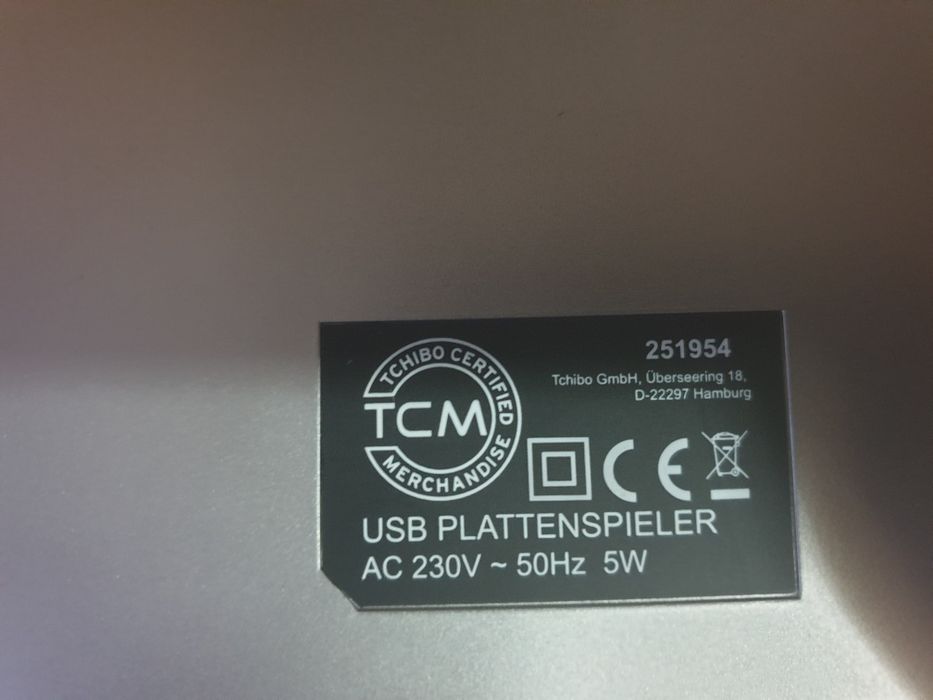 251954
Tchibo GmbH, Überseering 18,
D-22297 Hamburg
TCHIBO CERTIFIED
TCM
MERCHANDISE
CE
USB PLATTENSPIELER
AC 230V ~ 50Hz 5W